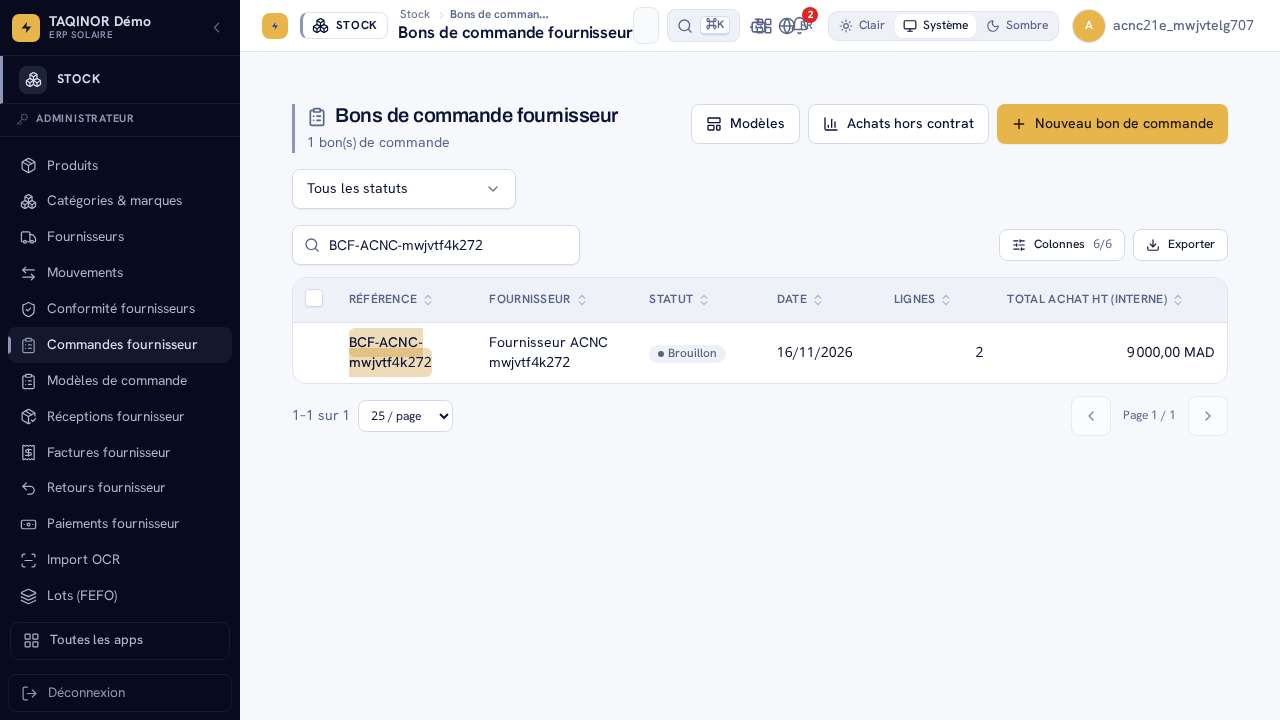 TAQINOR Démo
ERP SOLAIRE
STOCK
ADMINISTRATEUR
Produits
Catégories & marques
Fournisseurs
Mouvements
Conformité fournisseurs
Commandes fournisseur
Modèles de commande
Réceptions fournisseur
Factures fournisseur
Retours fournisseur
Paiements fournisseur
Import OCR
Lots (FEFO)
Toutes les apps
Déconnexion
STOCK
Stock
Bons de comman...
Bons de commande fournisseur
⌘K
2
Clair
Système
Sombre
A
acnc21e_mwjvtelg707
Bons de commande fournisseur
1 bon(s) de commande
Modèles
Achats hors contrat
Nouveau bon de commande
Tous les statuts
BCF-ACNC-mwjvtf4k272
Colonnes 6/6
Exporter
RÉFÉRENCE FOURNISSEUR STATUT DATE LIGNES TOTAL ACHAT HT (INTERNE)
BCF-ACNC-
mwjvtf4k272
Fournisseur ACNC
mwjvtf4k272
Brouillon
16/11/2026
2
9 000,00 MAD
1–1 sur 1
25 / page
Page 1 / 1